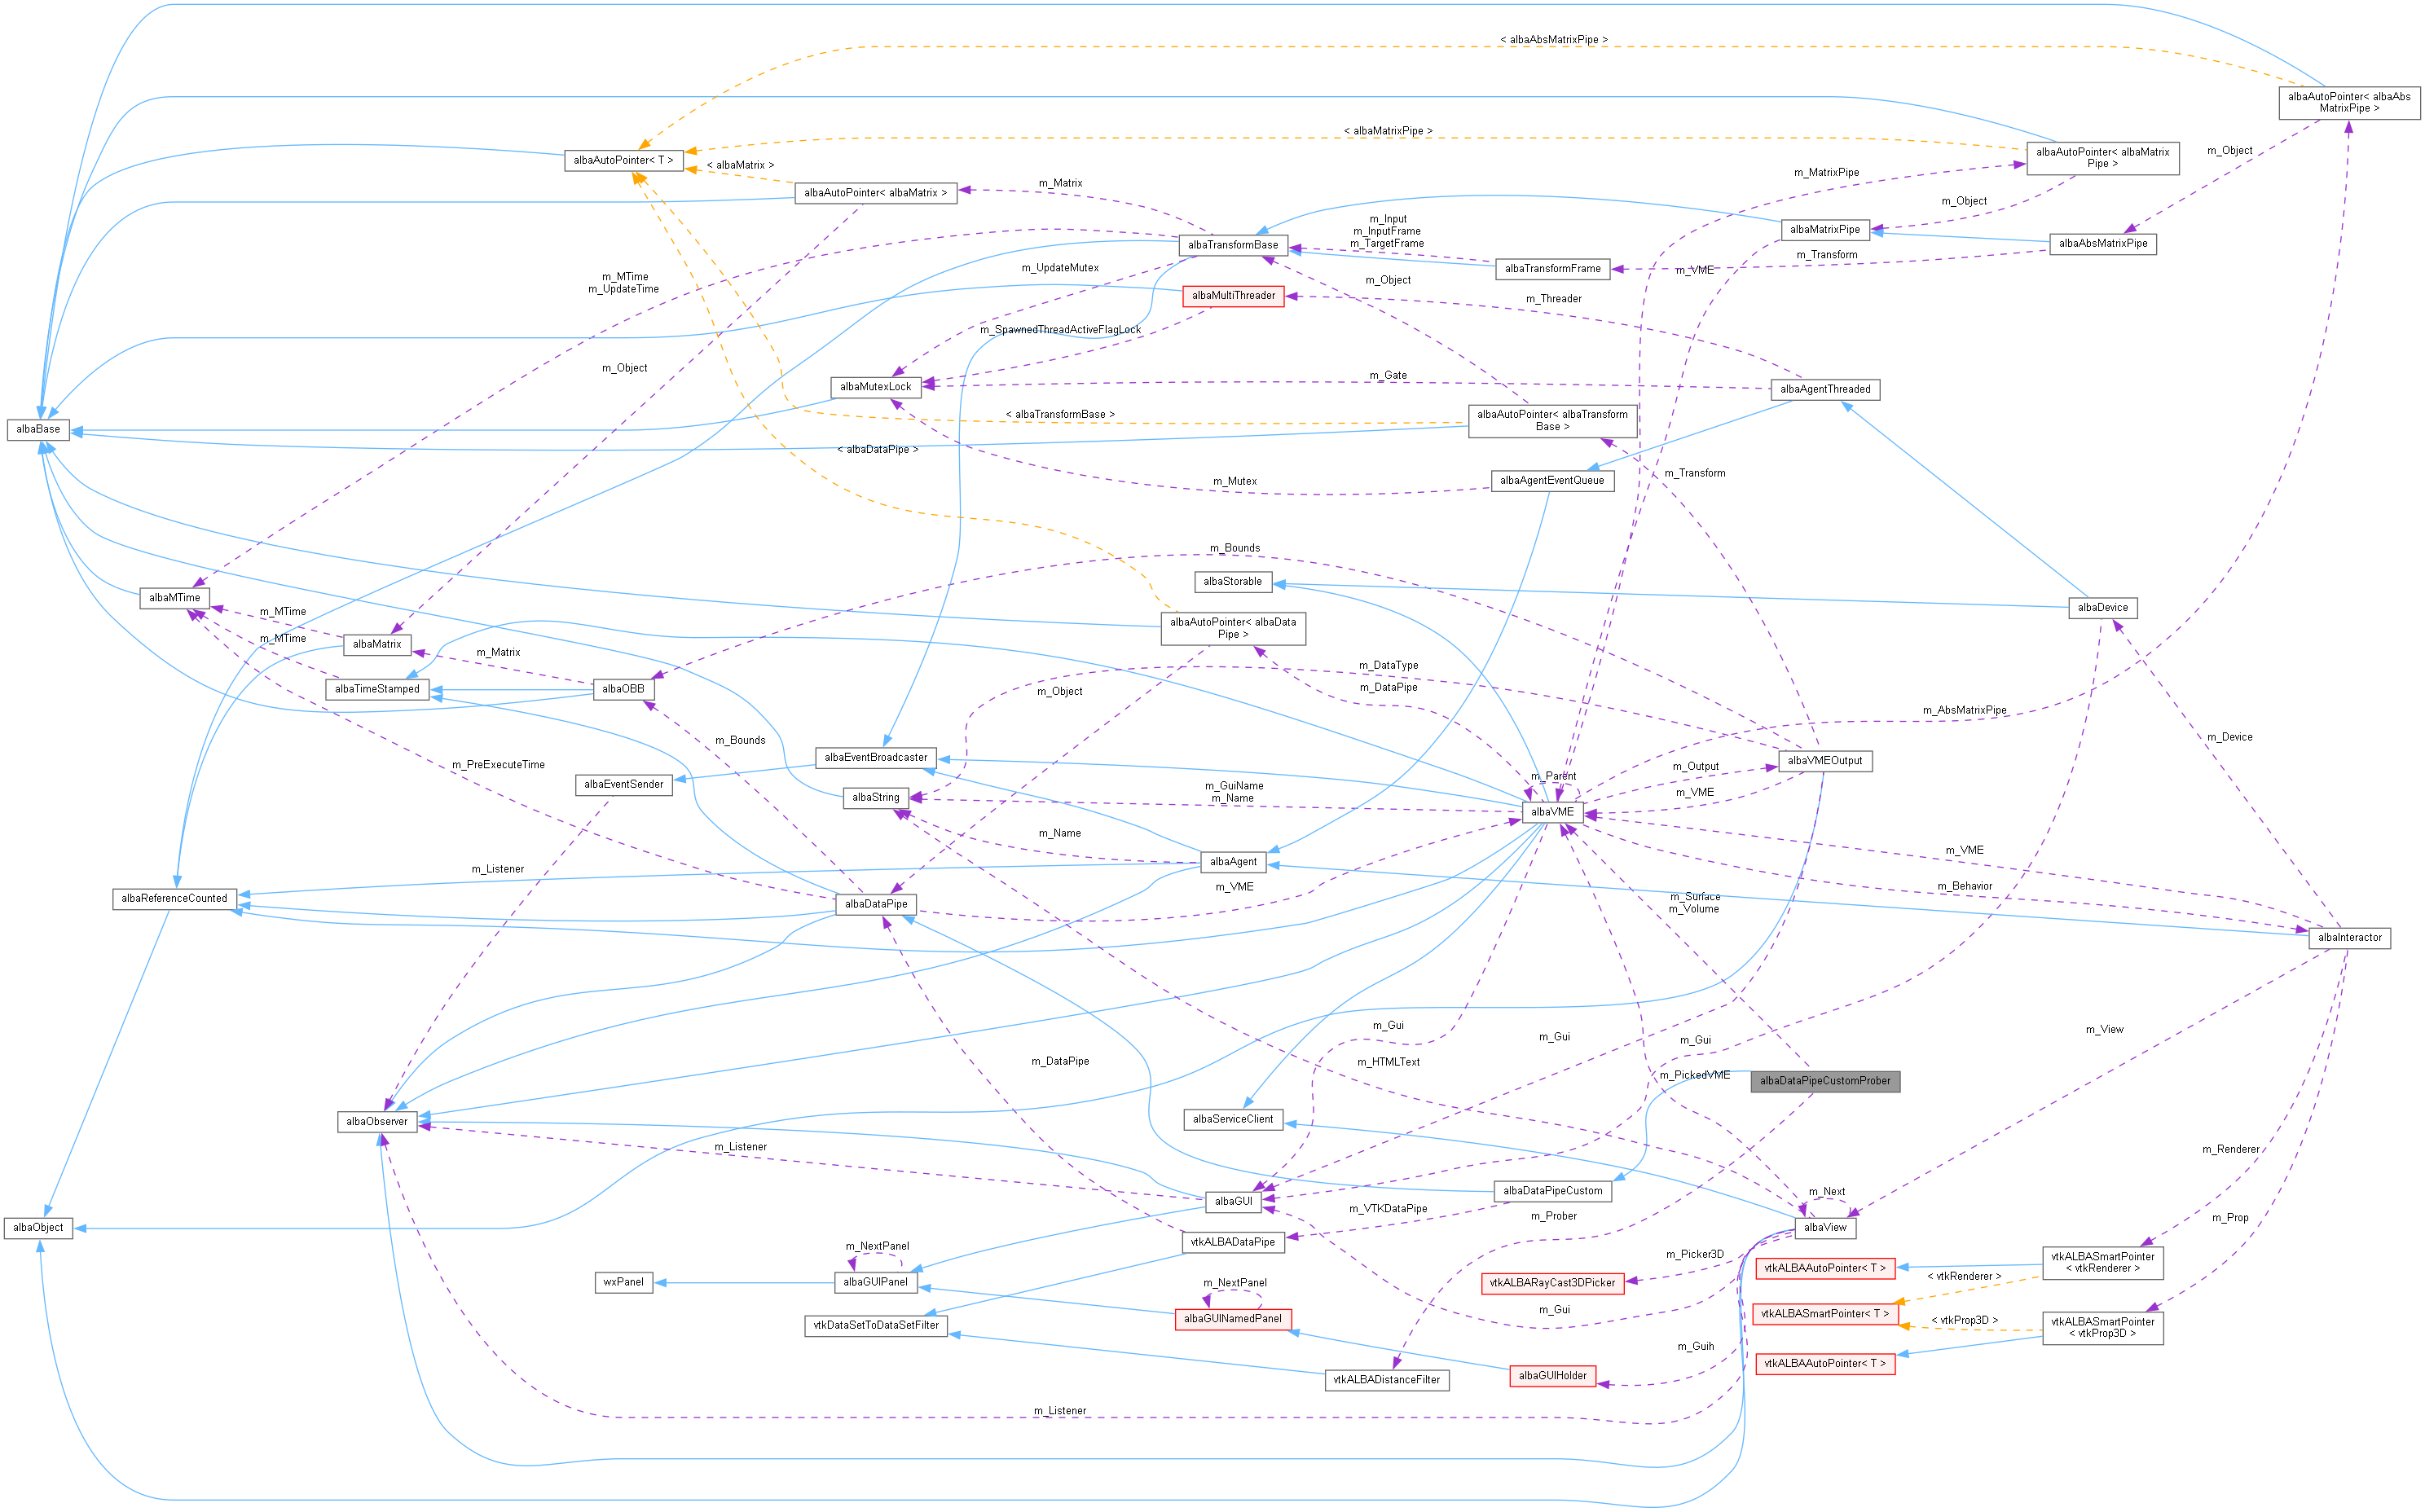 < albaAbsMatrixPipe >
albaAutoPointer< albaAbs
MatrixPipe >
< albaMatrixPipe >
albaAutoPointer< T >
< albaMatrix >
albaAutoPointer< albaMatrix
Pipe >
m_Object
m_MatrixPipe
m_Matrix
albaAutoPointer< albaMatrix >
m_Object
m_Input
m_InputFrame
m_TargetFrame
albaMatrixPipe
albaTransformBase
albaAbsMatrixPipe
m_Transform
m_UpdateMutex
albaTransformFrame
m_VME
m_MTime
m_UpdateTime
m_Object
albaMultiThreader
m_Threader
m_SpawnedThreadActiveFlagLock
m_Object
m_Gate
albaMutexLock
albaAgentThreaded
< albaTransformBase >
albaAutoPointer< albaTransform
Base >
albaBase
< albaDataPipe >
m_Transform
m_Mutex
albaAgentEventQueue
m_Bounds
albaStorable
albaMTime
m_MTime
albaDevice
albaAutoPointer< albaData
Pipe >
m_MTime
albaMatrix
m_Matrix
m_DataType
albaTimeStamped
albaOBB
m_Object
m_DataPipe
m_AbsMatrixPipe
m_Device
m_Bounds
m_PreExecuteTime
albaEventBroadcaster
albaVMEOutput
m_Output
m_Parent
albaEventSender
m_GuiName
m_Name
m_VME
albaString
albaVME
m_Name
m_VME
albaAgent
m_Listener
m_VME
m_Behavior
albaReferenceCounted
albaDataPipe
m_Surface
m_Volume
albaInteractor
m_Gui
m_Gui
m_Gui
m_View
m_DataPipe
m_HTMLText
m_PickedVME
albaDataPipeCustomProber
albaObserver
albaServiceClient
m_Listener
m_Renderer
albaGUI
albaDataPipeCustom
m_Next
m_VTKDataPipe
m_Prober
m_Prop
albaObject
albaView
vtkALBADataPipe
m_NextPanel
m_Picker3D
vtkALBAAutoPointer< T >
vtkALBASmartPointer
< vtkRenderer >
wxPanel
albaGUIPanel
m_NextPanel
vtkALBARayCast3DPicker
< vtkRenderer >
m_Gui
vtkALBASmartPointer< T >
albaGUINamedPanel
< vtkProp3D >
vtkALBASmartPointer
< vtkProp3D >
vtkDataSetToDataSetFilter
m_Guih
vtkALBAAutoPointer< T >
vtkALBADistanceFilter
albaGUIHolder
m_Listener